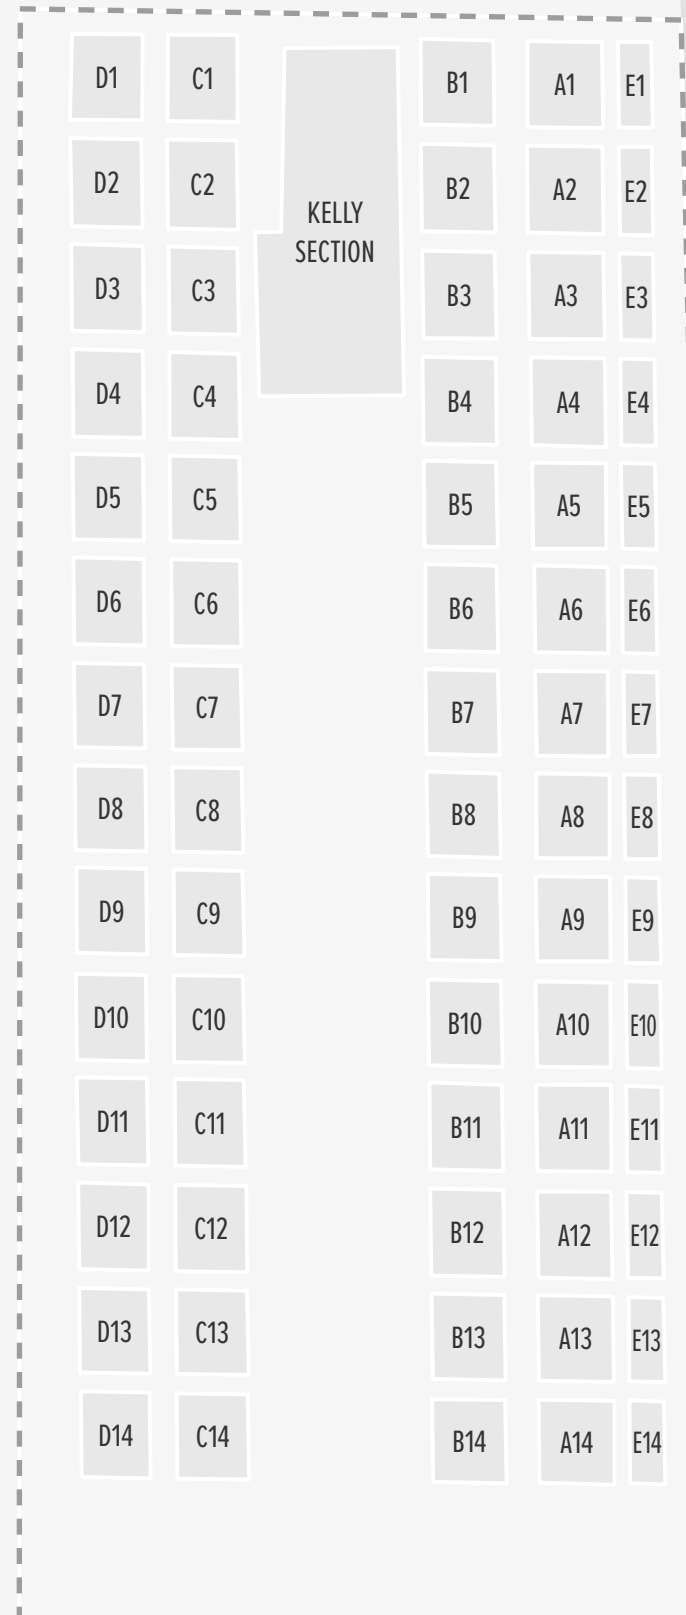 D1 C1 B1 A1 E1
D2 C2 B2 A2 E2
KELLY
SECTION
D3 C3 B3 A3 E3
D4 C4 B4 A4 E4
D5 C5 B5 A5 E5
D6 C6 B6 A6 E6
D7 C7 B7 A7 E7
D8 C8 B8 A8 E8
D9 C9 B9 A9 E9
D10 C10 B10 A10 E10
D11 C11 B11 A11 E11
D12 C12 B12 A12 E12
D13 C13 B13 A13 E13
D14 C14 B14 A14 E14